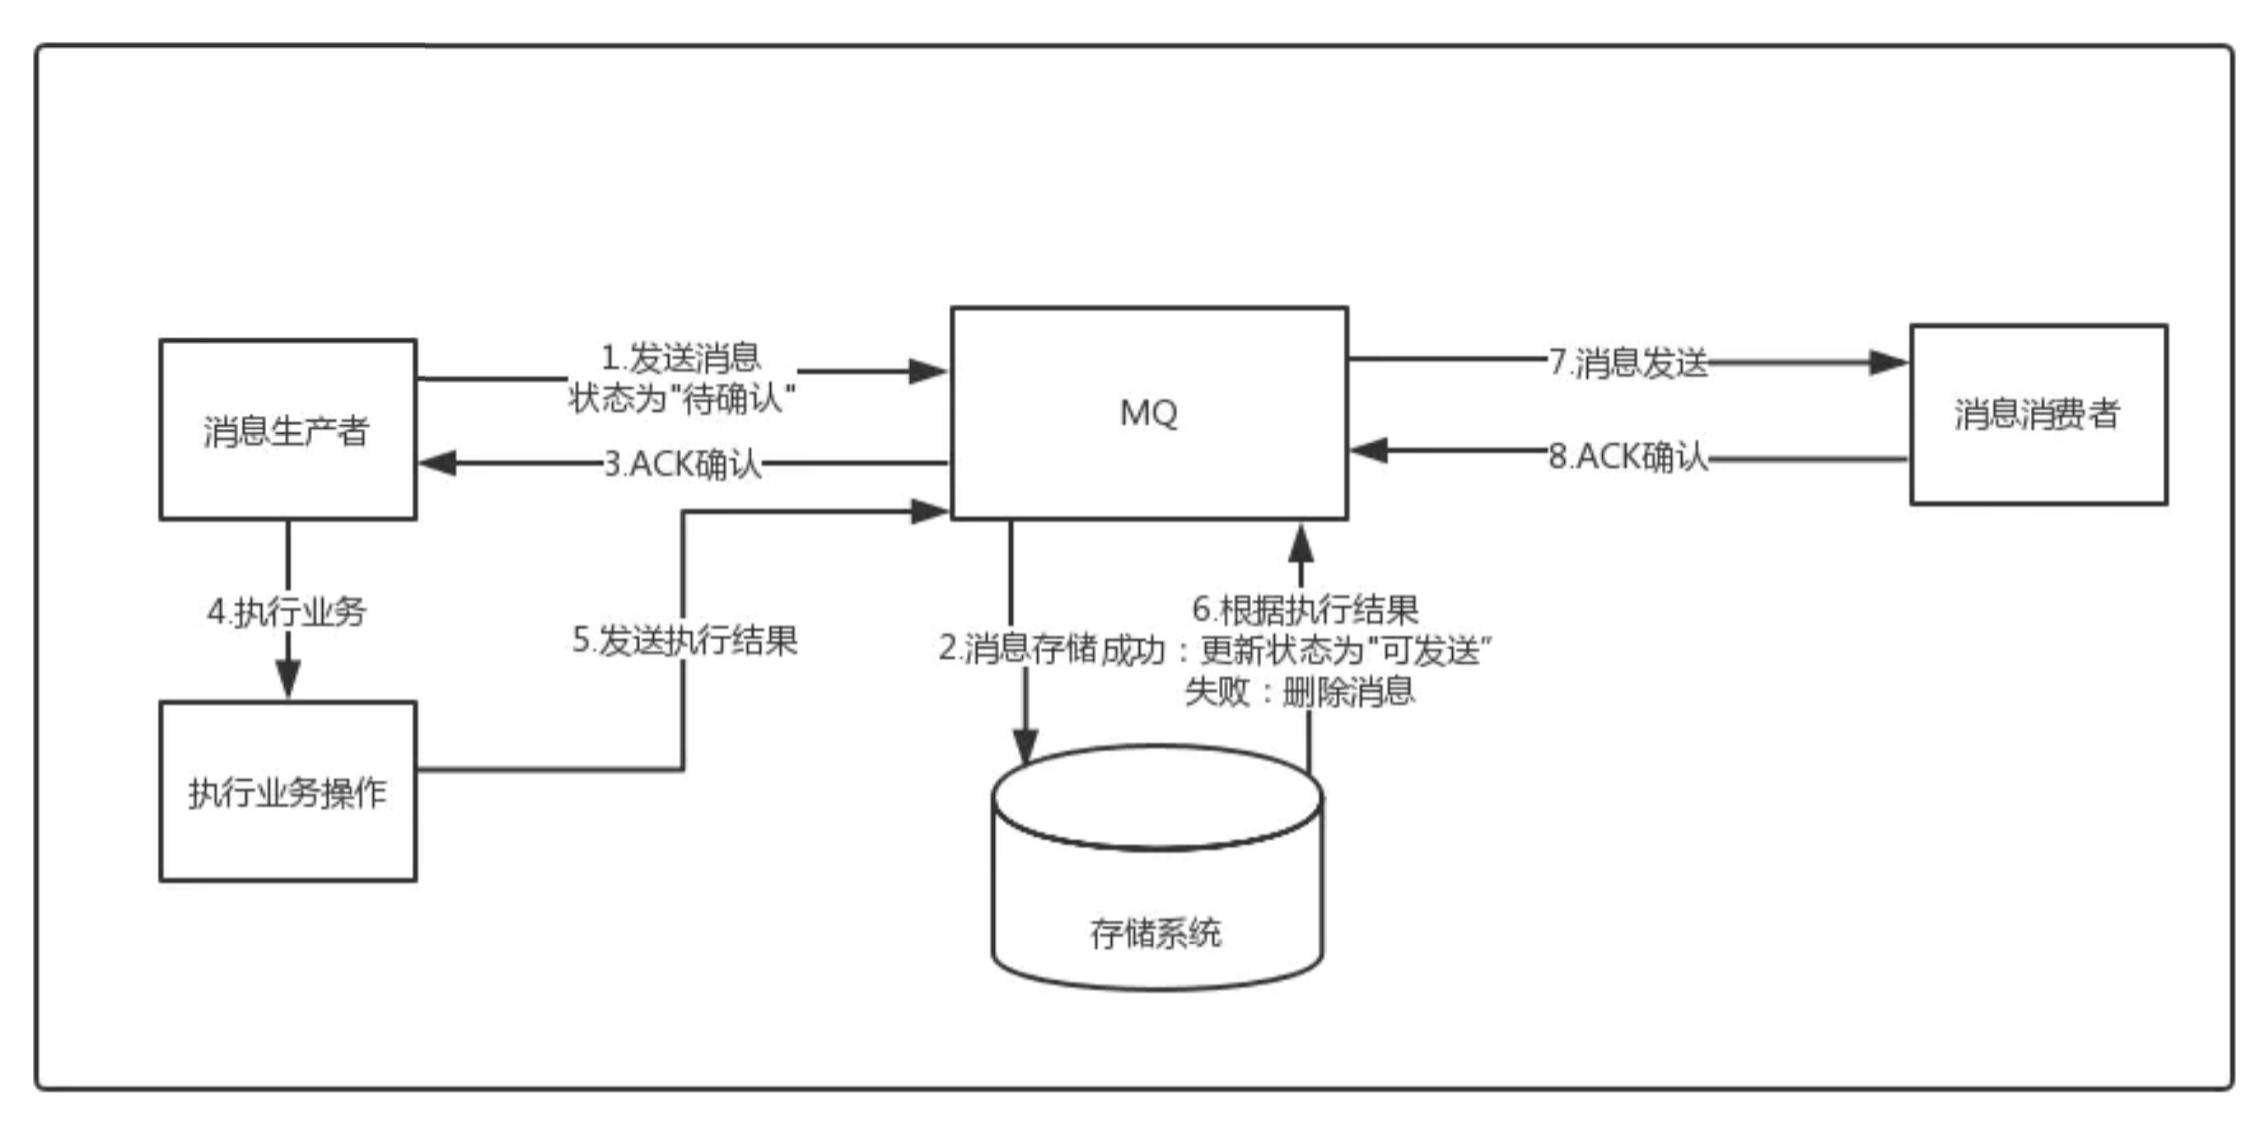 1.发送消息
状态为"待确认"
消息生产者
3.ACK确认
MQ
7.消息发送
消息消费者
8.ACK确认
4.执行业务
5.发送执行结果
2.消息存储
6.根据执行结果
成功：更新状态为"可发送”
失败：删除消息
执行业务操作
存储系统